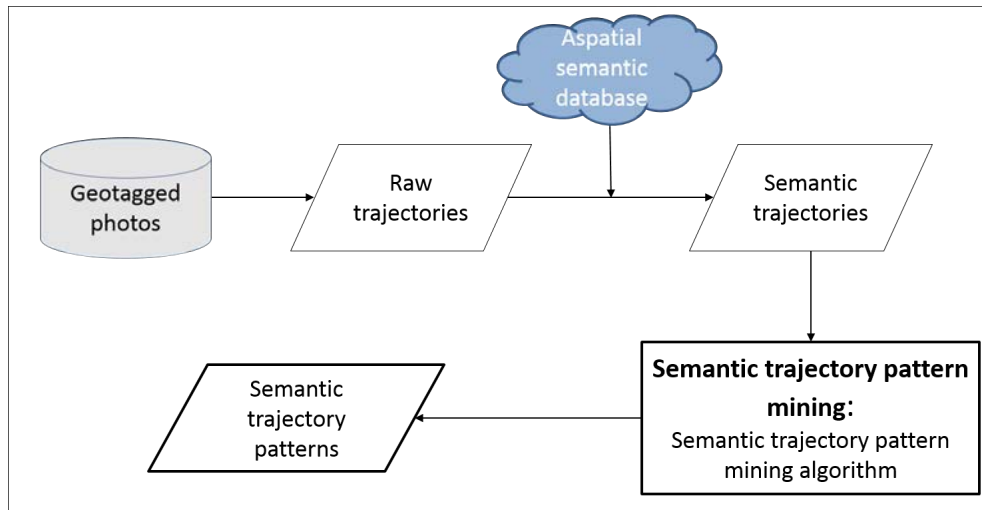 Aspatial
semantic
database
Geotagged
photos
Raw
trajectories
Semantic
trajectories
Semantic trajectory pattern
mining:
Semantic trajectory pattern
mining algorithm
Semantic
trajectory
patterns